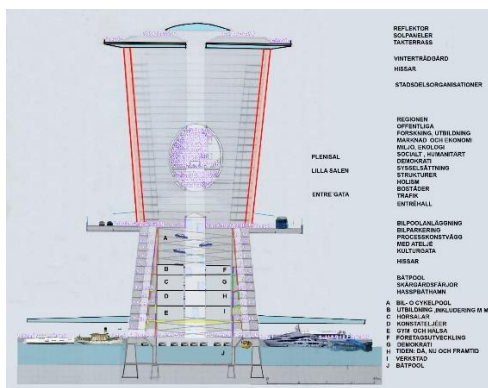 REFLEKTOR
SOLPANELER
TAKTERRASS
VINTERTRÄDGÅRD
HISSAR
STADSDELSORGANISATIONER
REGIONEN
OFFENTLIGA
FORSKNING, UTBILDNING
MARKNAD OCH EKONOMI
MILJÖ, EKOLOGI
SOCIALT, HUMANITÄRT
DEMOKRATI
SYSSELSÄTTNING
STRUKTURER
HOLISM
BOSTÄDER
TRAFIK
ENTRÉHALL
PLENISAL
LILLA SALEN
ENTRE´GATA
BILPOOLANLÄGGNING
BILPARKERING
PROCESSKONSTVÄGG
MED ATELJÉ
KULTURGATA
HISSAR
BÅTPOOL
SKÄRGÅRDSFÄRJOR
HASSPBÅTHAMN
A BIL- O CYKELPOOL
B UTBILDNING, INKLUDERING M M
C HÖRSALAR
D KONSTATELJÉER
E GYM OCH HÄLSA
F FÖRETAGSUTVECKLING
G DEMOKRATI
H TIDEN: DÅ, NU OCH FRAMTID
I VERKSTAD
J BÅTPOOL
A
B F
C G
D H
E I
J